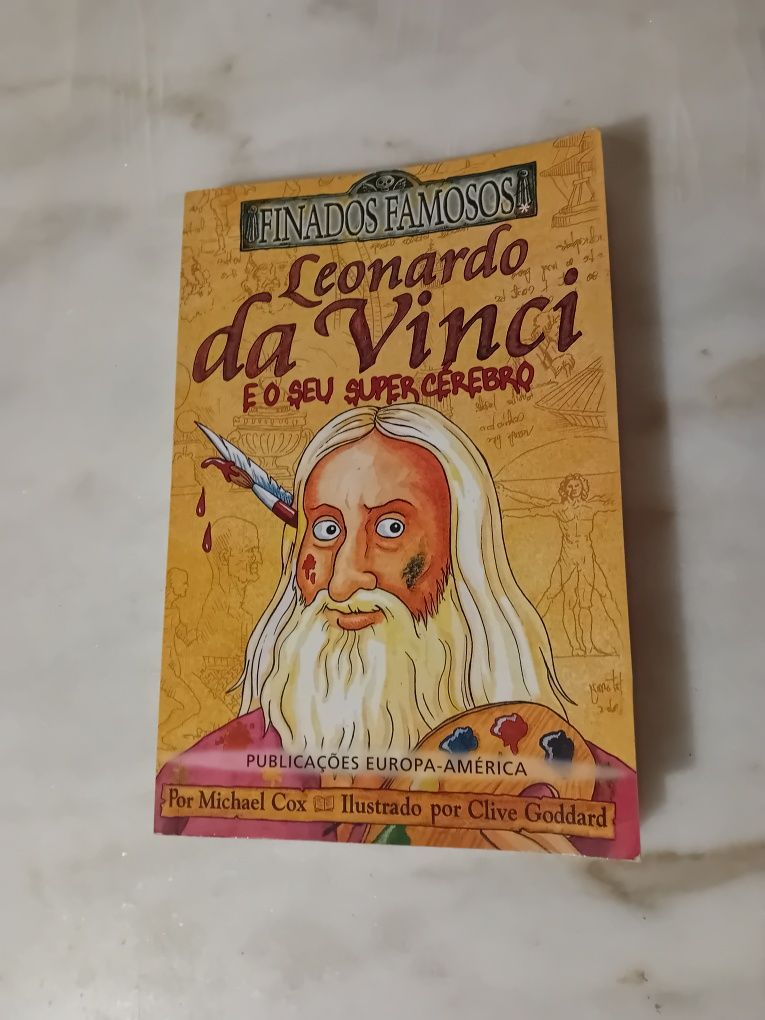 FINADOS FAMOSOS
*
Leonardo
da Vinci
E O SEU SUPER CÉREBRO
PUBLICAÇÕES EUROPA-AMÉRICA
Por Michael Cox Ilustrado por Clive Goddard